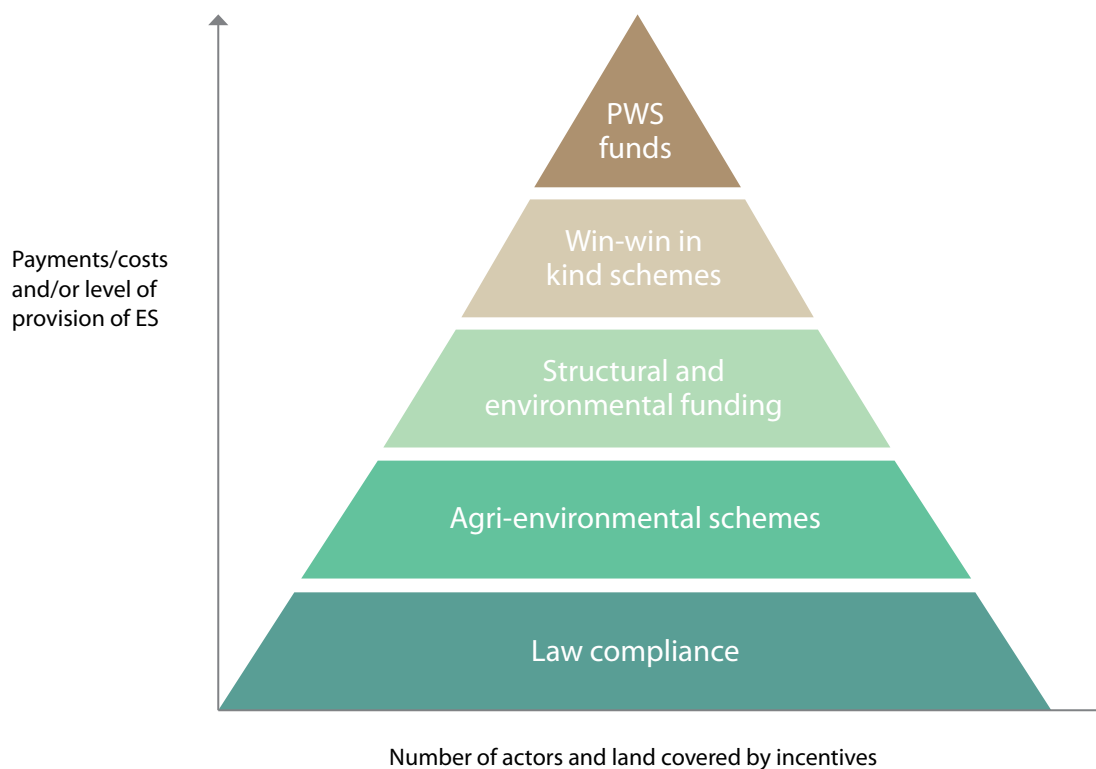 PWS
funds
Win-win in
kind schemes
Payments/costs
and/or level of
provision of ES
Structural and
environmental funding
Agri-environmental schemes
Law compliance
Number of actors and land covered by incentives